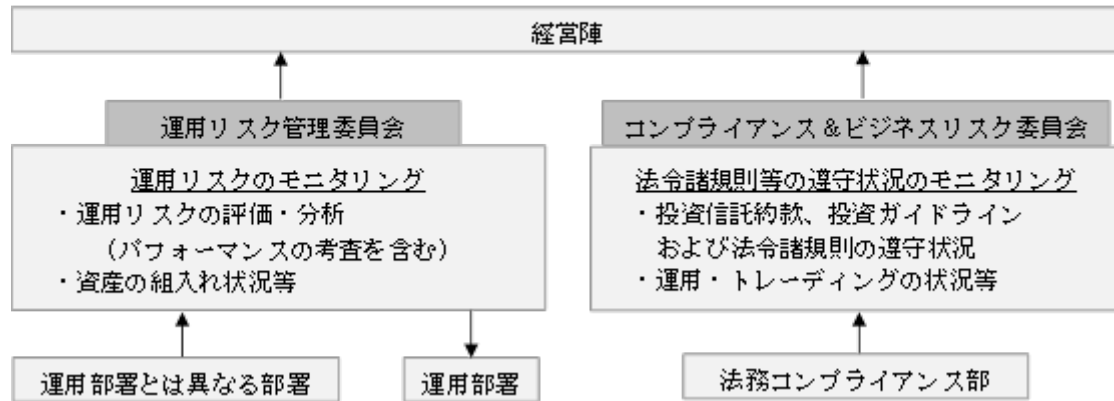 経営陣
運用リスク管理委員会
運用リスクのモニタリング
・運用リスクの評価・分析
（パフォーマンスの考査を含む）
・資産の組入れ状況等
運用部署とは異なる部署
運用部署
コンプライアンス＆ビジネスリスク委員会
法令諸規則等の遵守状況のモニタリング
・投資信託約款、投資ガイドライン
および法令諸規則の遵守状況
・運用・トレーディングの状況等
法務コンプライアンス部